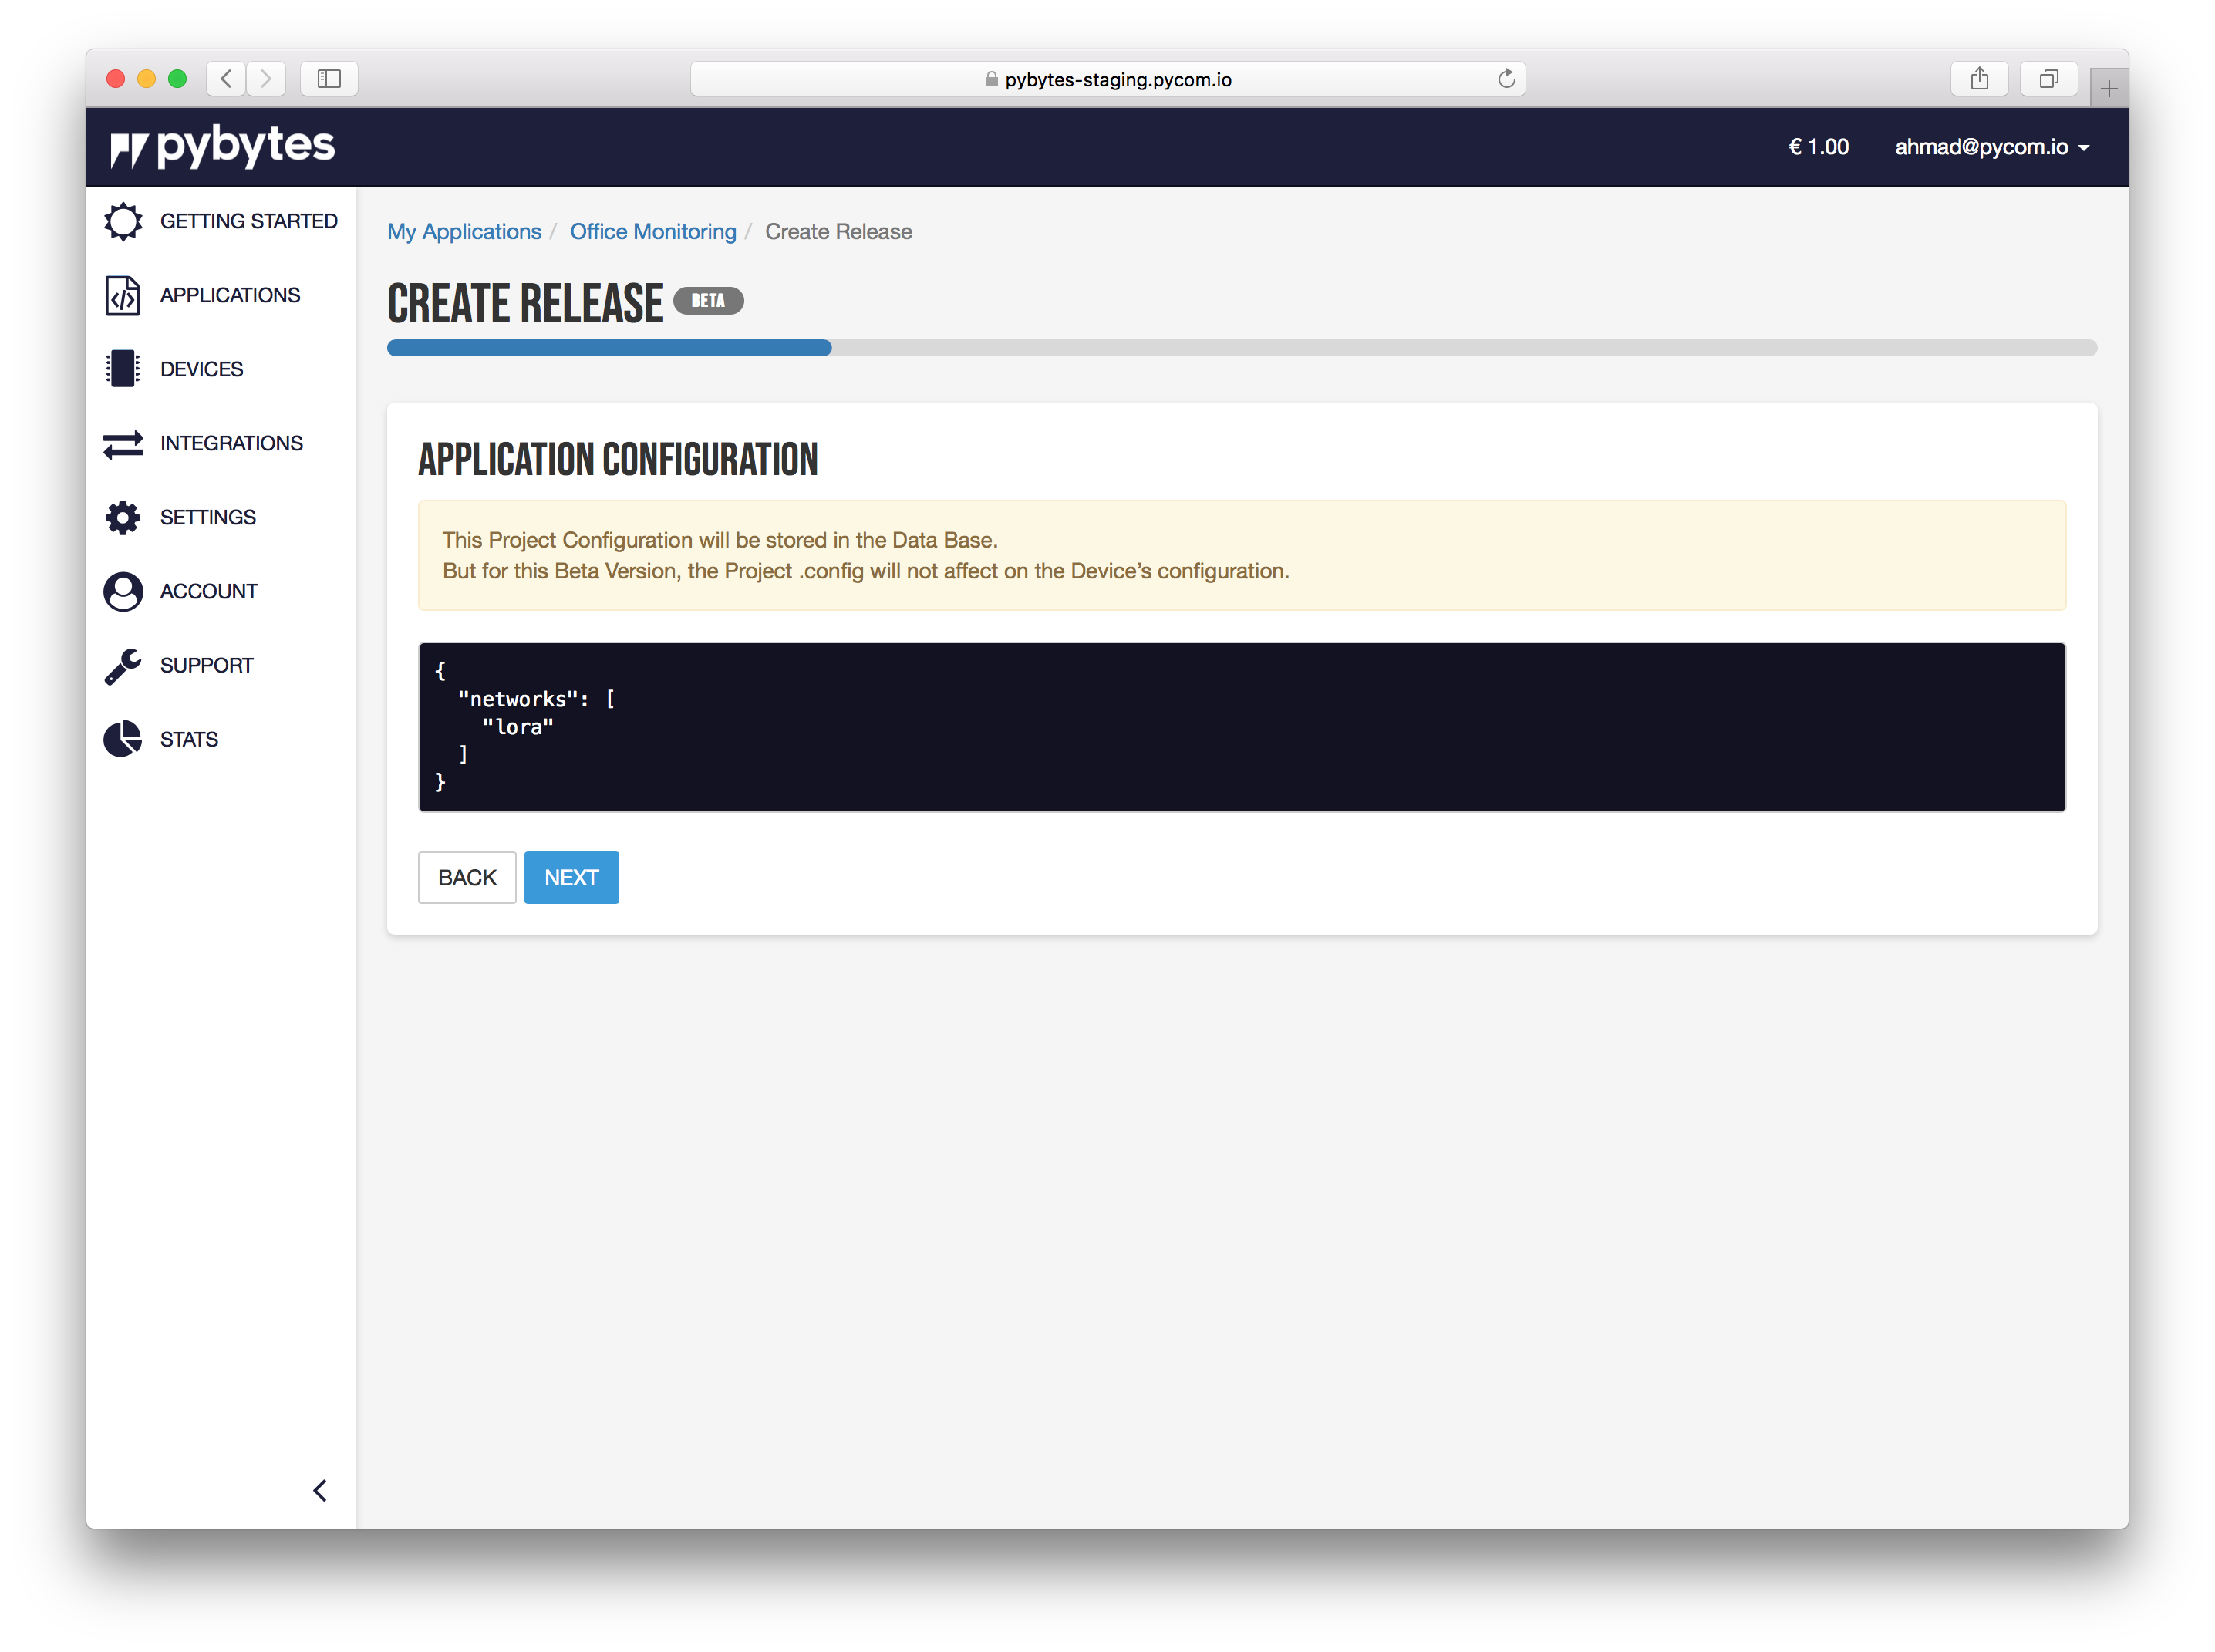 pybytes-staging.pycom.io
pybytes
€ 1.00
ahmad@pycom.io
GETTING STARTED
APPLICATIONS
DEVICES
INTEGRATIONS
SETTINGS
ACCOUNT
SUPPORT
STATS
My Applications / Office Monitoring / Create Release
CREATE RELEASE BETA
APPLICATION CONFIGURATION
This Project Configuration will be stored in the Data Base.
But for this Beta Version, the Project .config will not affect on the Device’s configuration.
{
  "networks": [
    "lora"
  ]
}
BACK NEXT